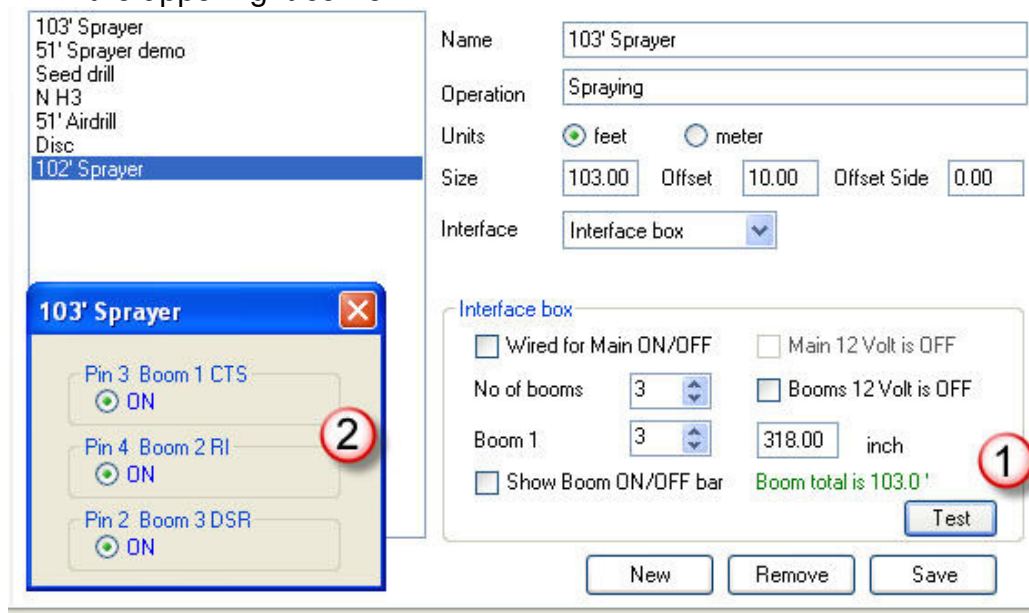 103' Sprayer
51' Sprayer demo
Seed drill
N H3
51' Airdrill
Disc
102' Sprayer
Name 103' Sprayer
Operation Spraying
Units feet meter
Size 103.00 Offset 10.00 Offset Side 0.00
Interface Interface box
103' Sprayer
Pin 3 Boom 1 CTS
ON
Pin 4 Boom 2 RI
ON
Pin 2 Boom 3 DSR
ON
2
Interface box
Wired for Main ON/OFF Main 12 Volt is OFF
No of booms 3 Booms 12 Volt is OFF
Boom 1 3 318.00 inch
1
Show Boom ON/OFF bar Boom total is 103.0 '
Test
New Remove Save